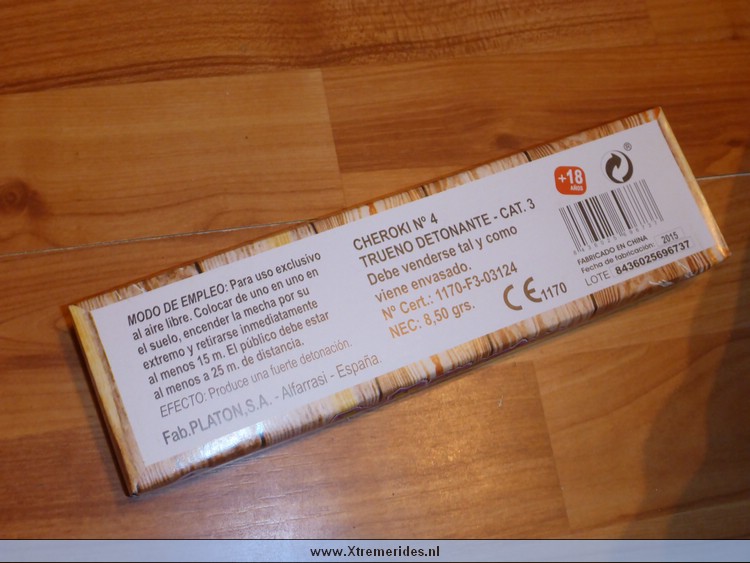 MODO DE EMPLEO: Para uso exclusivo
al aire libre. Colocar de uno en uno en
el suelo, encender la mecha por su
extremo y retirarse inmediatamente
al menos 15 m. El público debe estar
al menos a 25 m. de distancia.
EFECTO: Produce una fuerte detonación.
Fab.PLATON,S.A. - Alfarrasi - España.
CHEROKI Nº 4
TRUENO DETONANTE - CAT. 3
Debe venderse tal y como
viene envasado.
Nº Cert.: 1170-F3-03124
NEC: 8,50 grs.
CE 1170
+18
AÑOS
®
FABRICADO EN CHINA
Fecha de fabricación: 2015
LOTE: 8436025696737
www.Xtremerides.nl